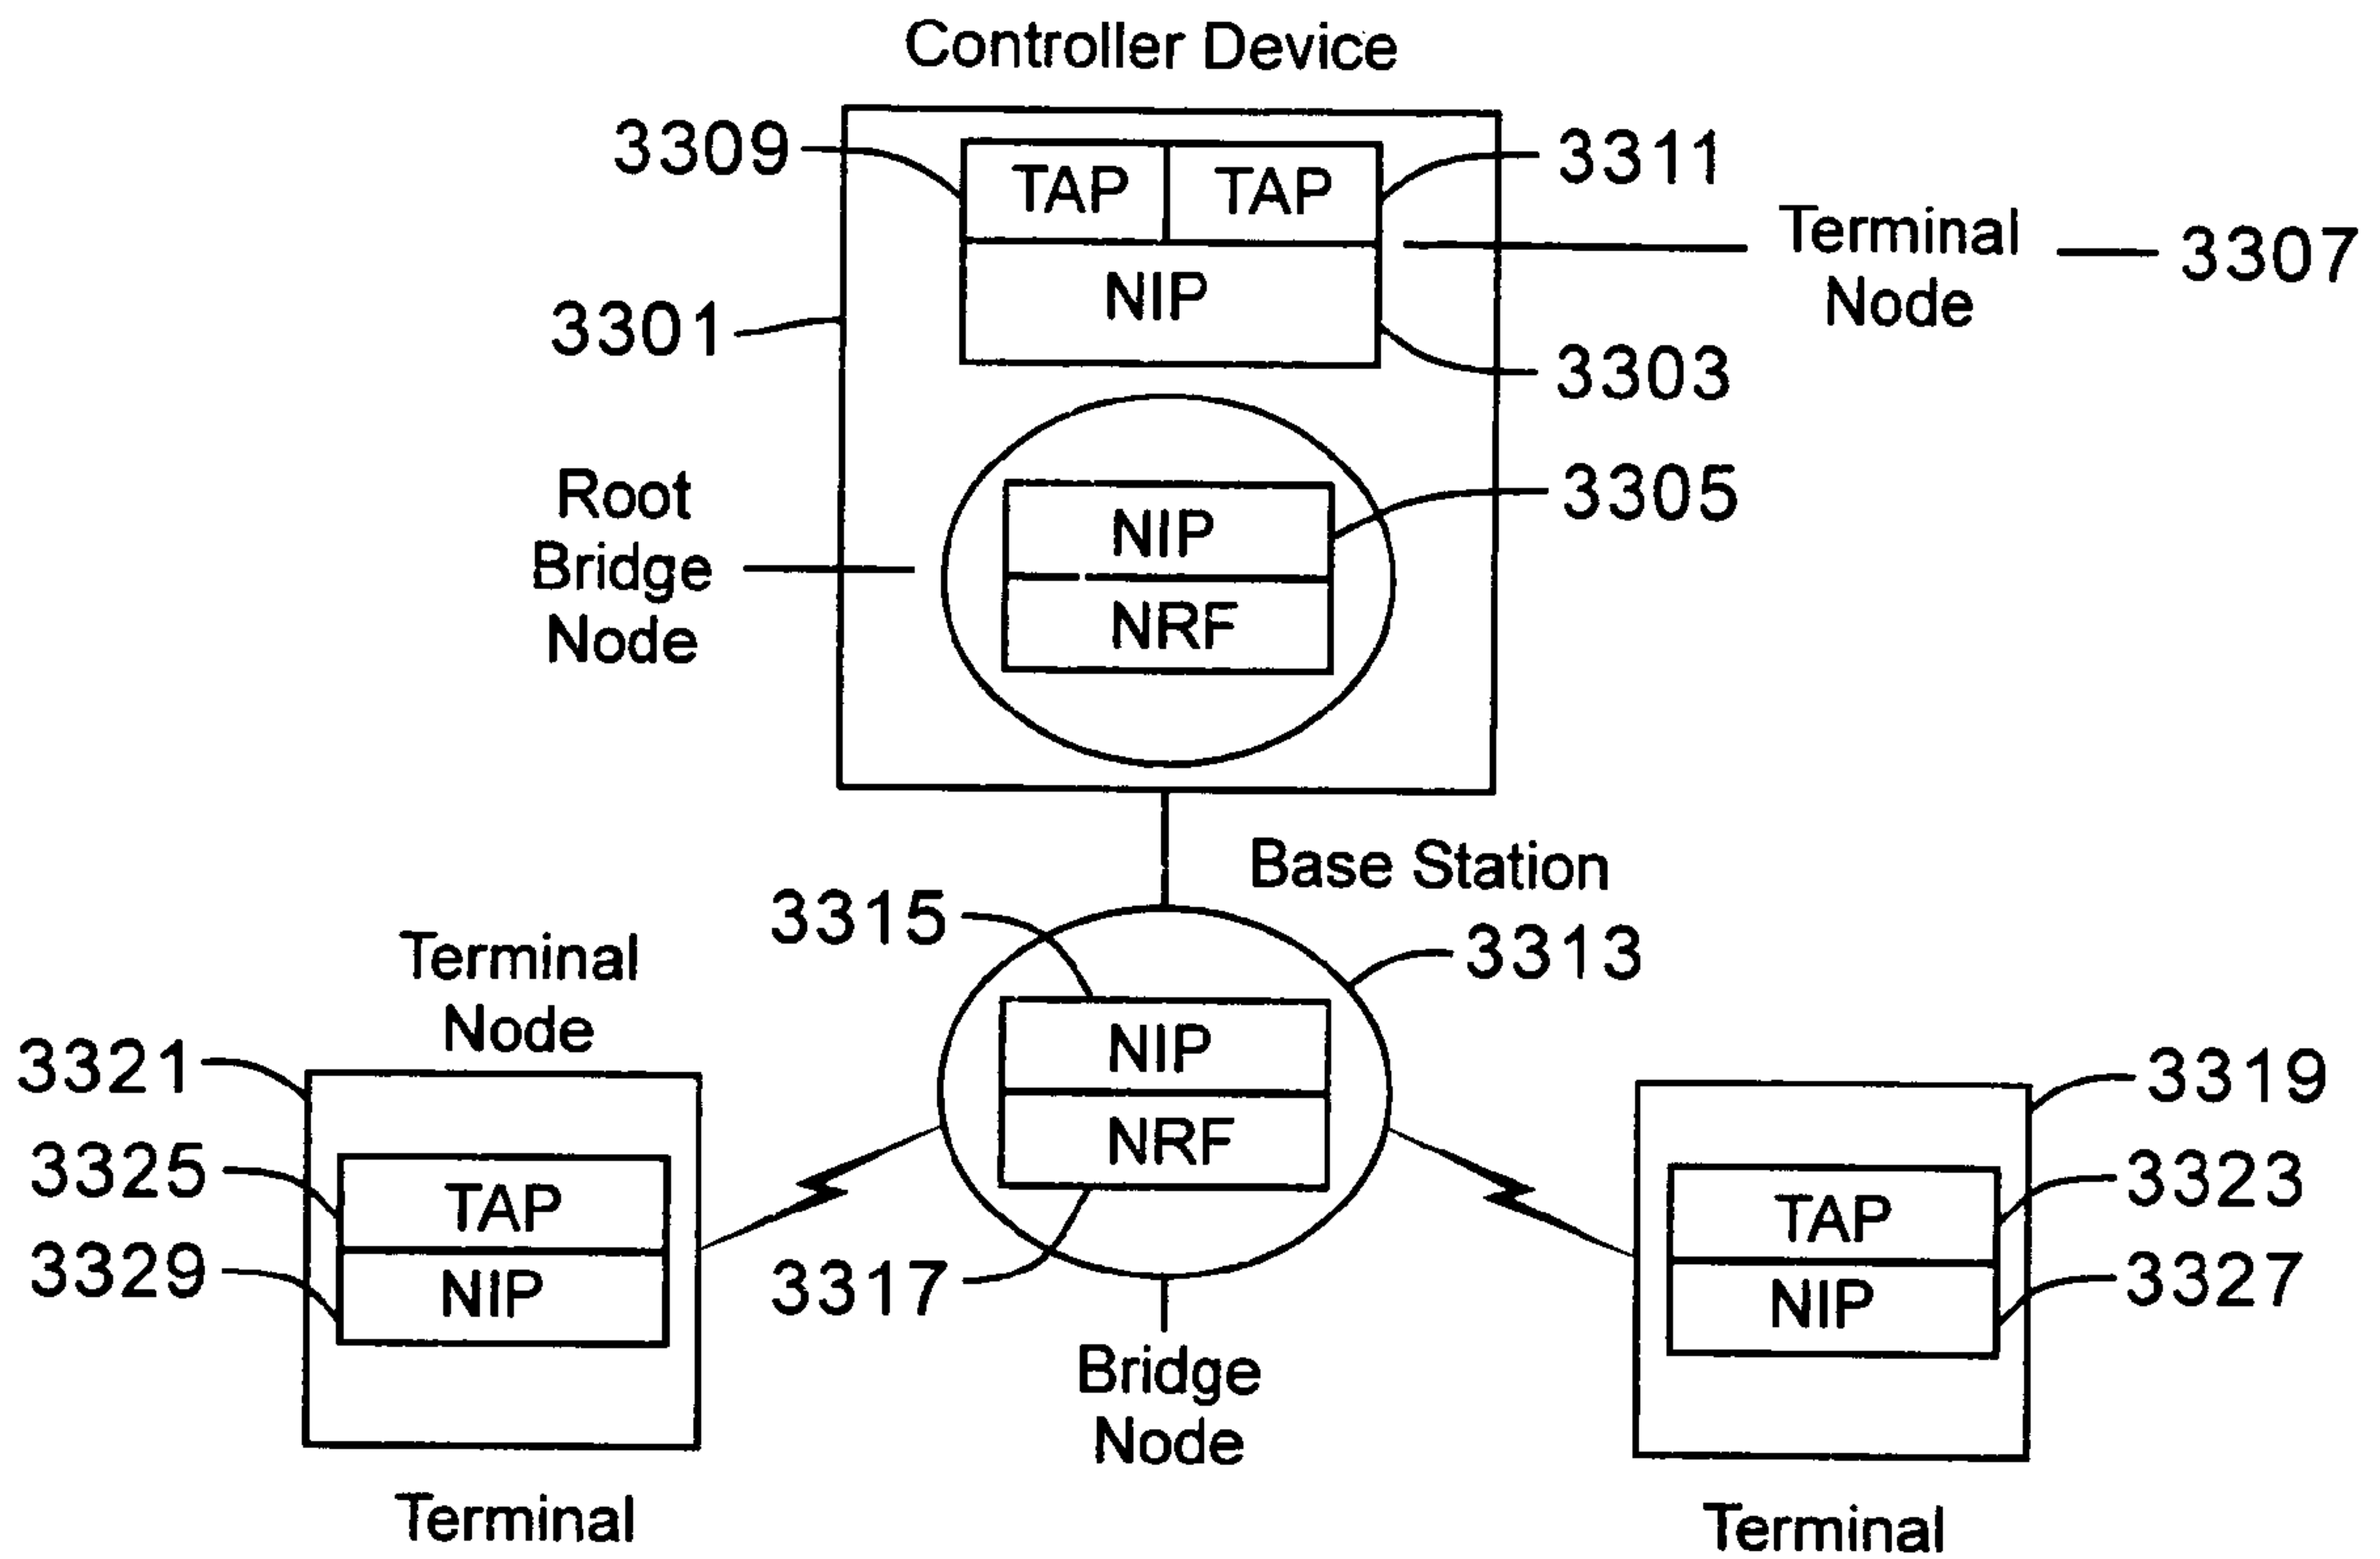 Controller Device
3309
TAP
TAP
3311
Terminal
Node
3307
NIP
3301
3303
Root
Bridge
Node
NIP
3305
NRF
Base Station
3315
3313
NIP
NRF
3317
Bridge
Node
Terminal
Node
3321
3325
TAP
3329
NIP
Terminal
3319
TAP
3323
NIP
3327
Terminal